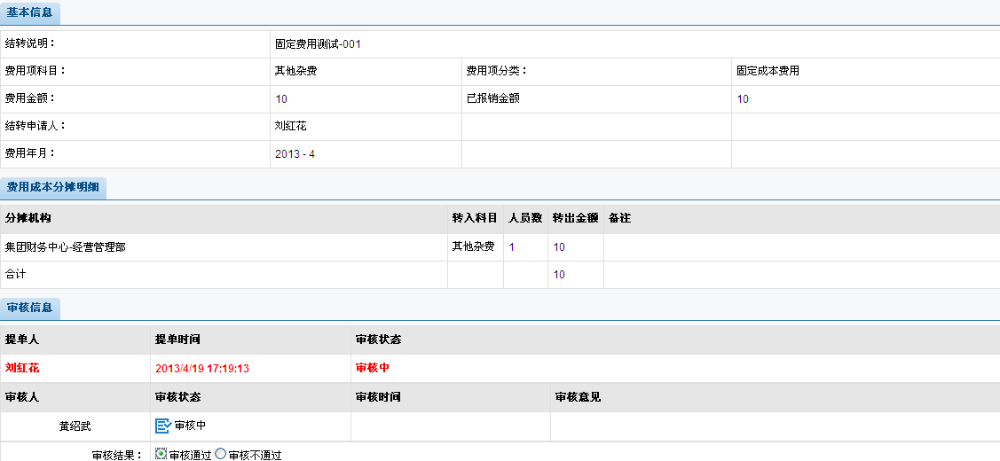 基本信息
结转说明： 固定费用测试-001
费用项科目： 其他杂费 费用项分类： 固定成本费用
费用金额： 10 已报销金额 10
结转申请人： 刘红花
费用年月： 2013 - 4
费用成本分摊明细
分摊机构 转入科目 人员数 转出金额 备注
集团财务中心-经营管理部 其他杂费 1 10
合计 10
审核信息
提单人 提单时间 审核状态
刘红花 2013/4/19 17:19:13 审核中
审核人 审核状态 审核时间 审核意见
黄绍武 审核中
审核结果： 审核通过 审核不通过